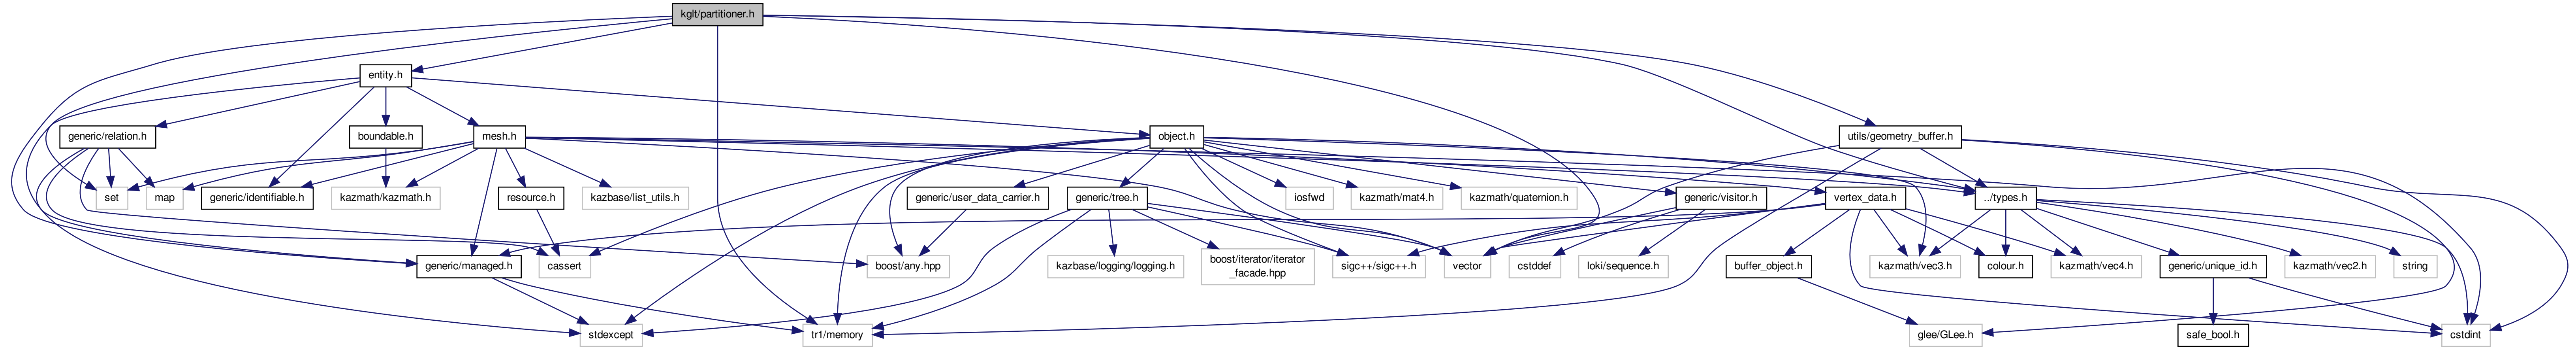 kglt/partitioner.h
entity.h
generic/relation.h
boundable.h
mesh.h
object.h
utils/geometry_buffer.h
set
map
generic/identifiable.h
kazmath/kazmath.h
resource.h
kazbase/list_utils.h
generic/user_data_carrier.h
generic/tree.h
iosfwd
kazmath/mat4.h
kazmath/quaternion.h
generic/visitor.h
vertex_data.h
../types.h
generic/managed.h
cassert
boost/any.hpp
kazbase/logging/logging.h
boost/iterator/iterator
_facade.hpp
sigc++/sigc++.h
vector
cstddef
loki/sequence.h
buffer_object.h
kazmath/vec3.h
colour.h
kazmath/vec4.h
generic/unique_id.h
kazmath/vec2.h
string
stdexcept
tr1/memory
glee/GLee.h
safe_bool.h
cstdint